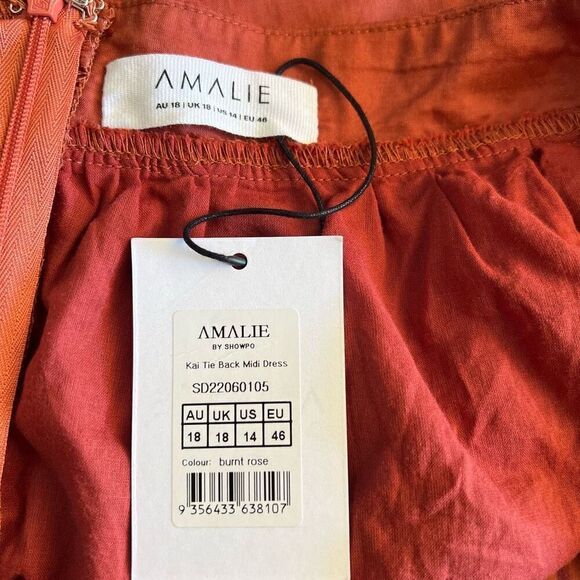 AMALIE
AU 18 | UK 18 | US 14 | EU 46
AMALIE
BY SHOWPO
Kai Tie Back Midi Dress
SD22060105
AU UK US EU
18 18 14 46
Colour: burnt rose
9 356433 638107